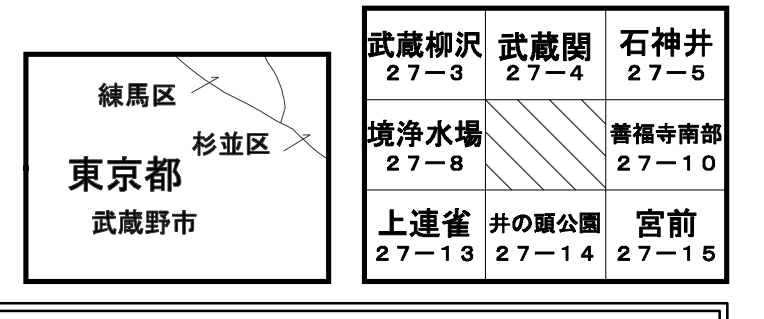 練馬区
杉並区
東京都
武蔵野市
武蔵柳沢 武蔵関 石神井
27-3 27-4 27-5
境浄水場 善福寺南部
27-8 27-10
上連雀 井の頭公園 宮前
27-13 27-14 27-15